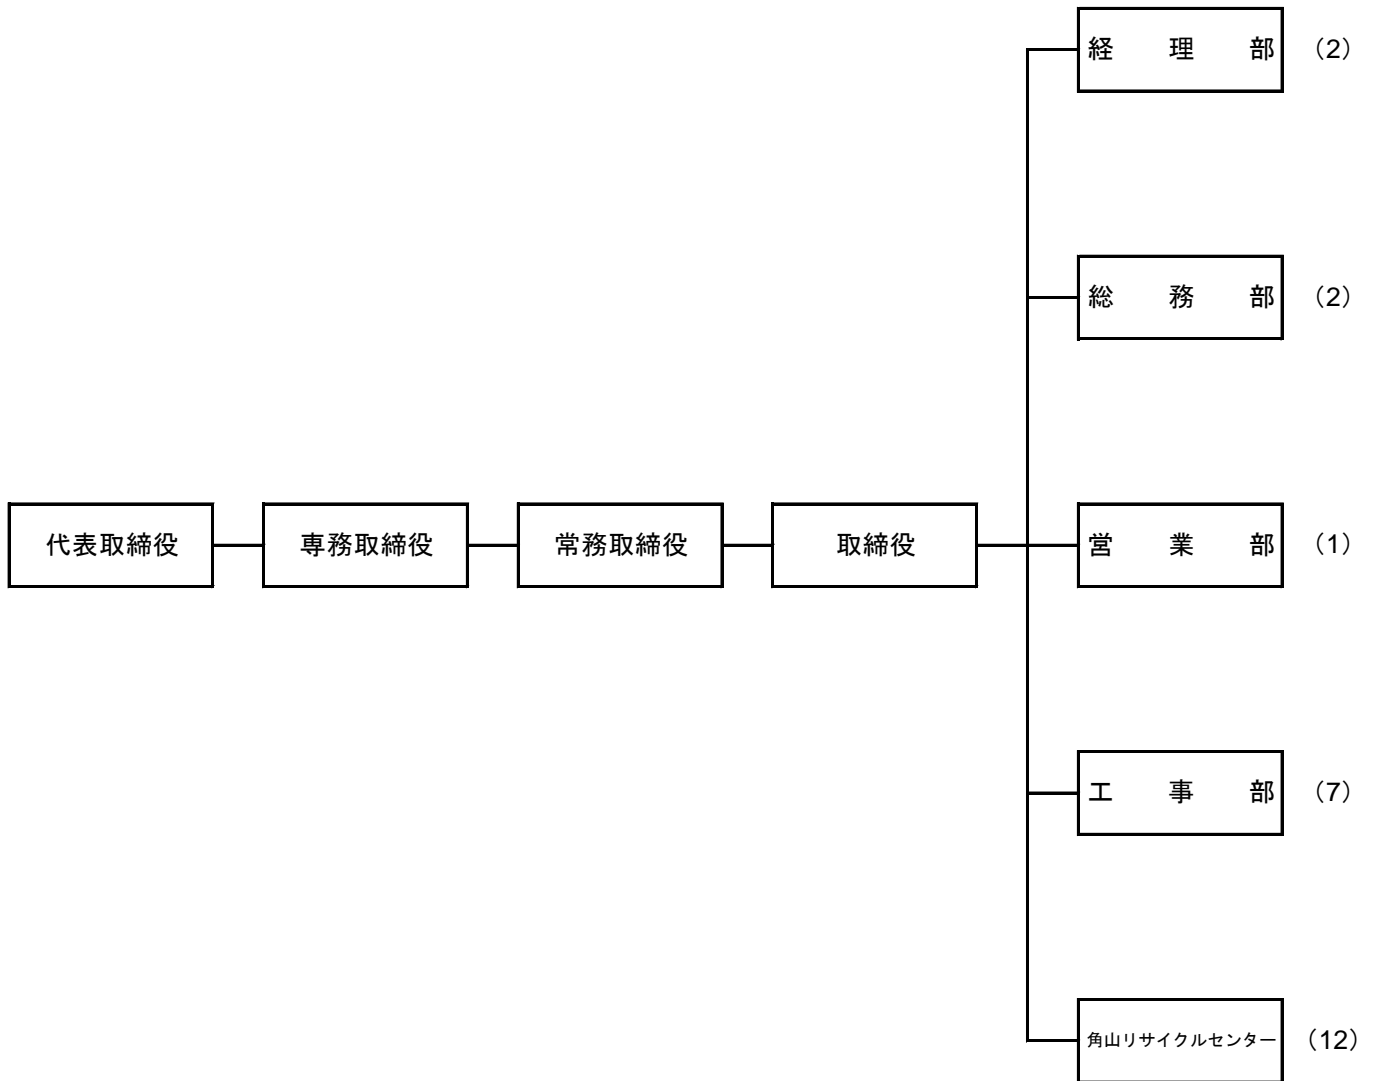 経　理　部 （2）
総　務　部 （2）
代表取締役 専務取締役 常務取締役 取締役 営　業　部 （1）
工　事　部 （7）
角山リサイクルセンター （12）